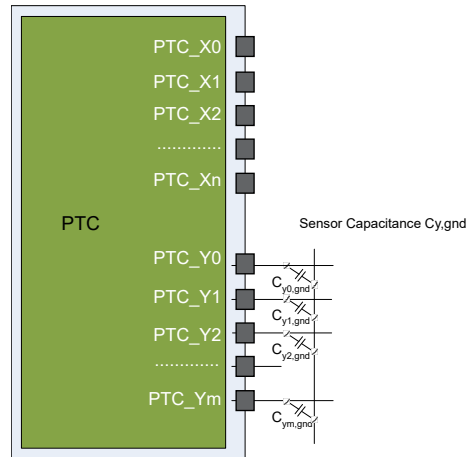 PTC_X0
PTC_X1
PTC_X2
.............
PTC_Xn
PTC
Sensor Capacitance Cy,gnd
PTC_Y0
Cy0,gnd
PTC_Y1
Cy1,gnd
PTC_Y2
Cy2,gnd
.............
PTC_Ym
Cym,gnd